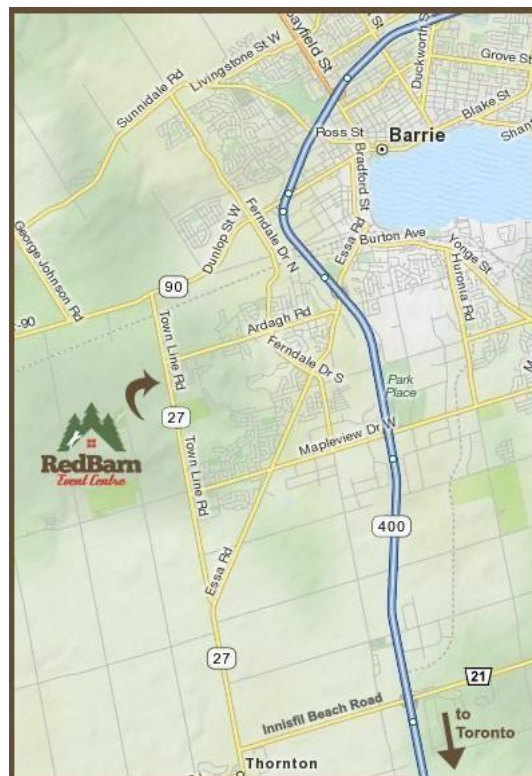 Bayfield St
Duckworth S
Livingstone St W
Grove St
Sunnidale Rd
Blake St
Shan
Ross St
Barrie
Bradford St
Dunlop St W
Ferndale Dr N
Essa Rd
Burton Ave
Yonge St
Huronia Rd
George Johnson Rd
90
-90
Town Line Rd
Ardagh Rd
Ferndale Dr S
Park
Place
M
27
RedBarn
Event Centre
Mapleview Dr W
Town Line Rd
400
Essa Rd
27
21
Innisfil Beach Road
to
Toronto
Thornton